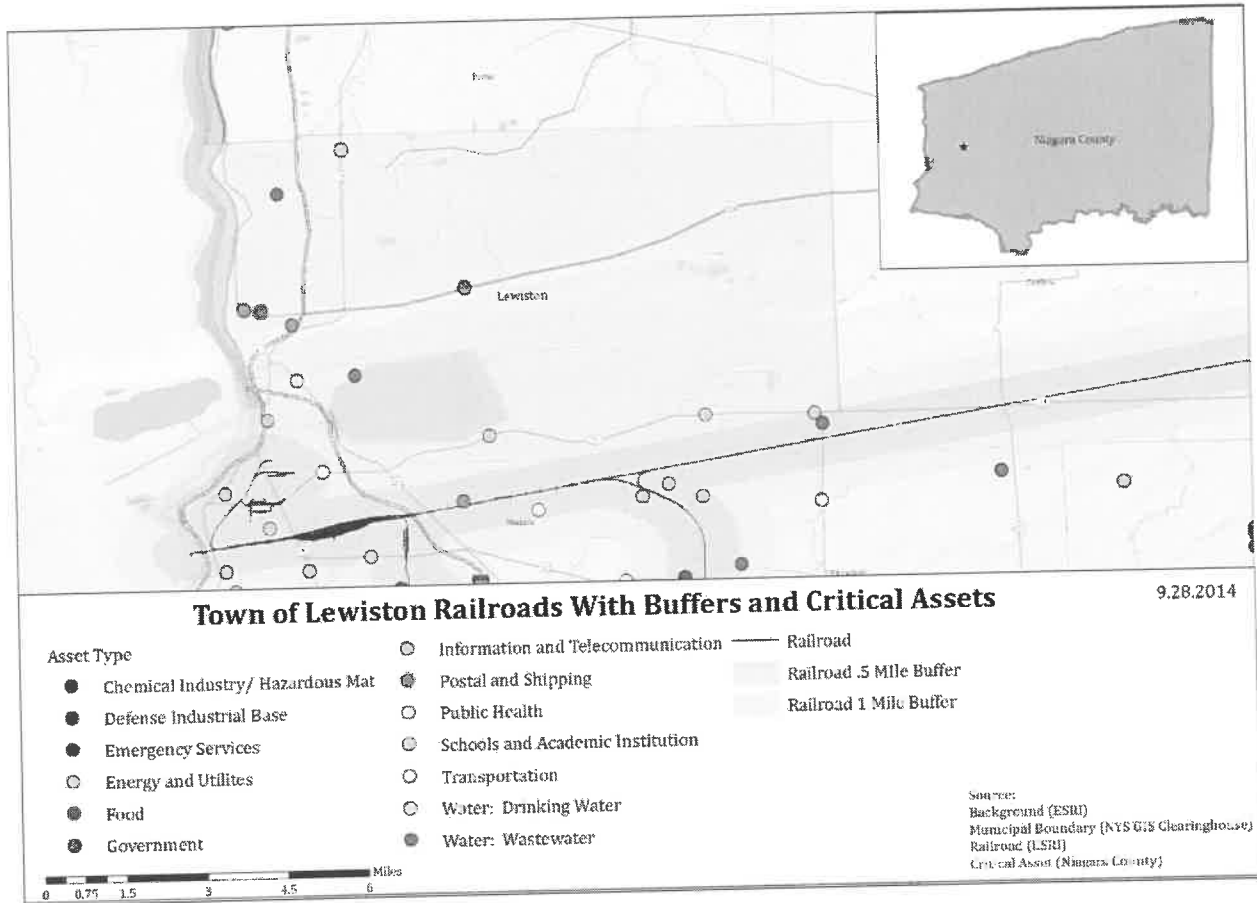 Niagara County
Lewiston
Town of Lewiston Railroads With Buffers and Critical Assets
9.28.2014
Asset Type
Chemical Industry/ Hazardous Mat
Defense Industrial Base
Emergency Services
Energy and Utilites
Food
Government
Information and Telecommunication
Postal and Shipping
Public Health
Schools and Academic Institution
Transportation
Water: Drinking Water
Water: Wastewater
Railroad
Railroad .5 Mile Buffer
Railroad 1 Mile Buffer
Miles
0 0.75 1.5 3 4.5 6
Source:
Background (ESRI)
Municipal Boundary (NYS GIS Clearinghouse)
Railroad (ESRI)
Critical Asset (Niagara County)